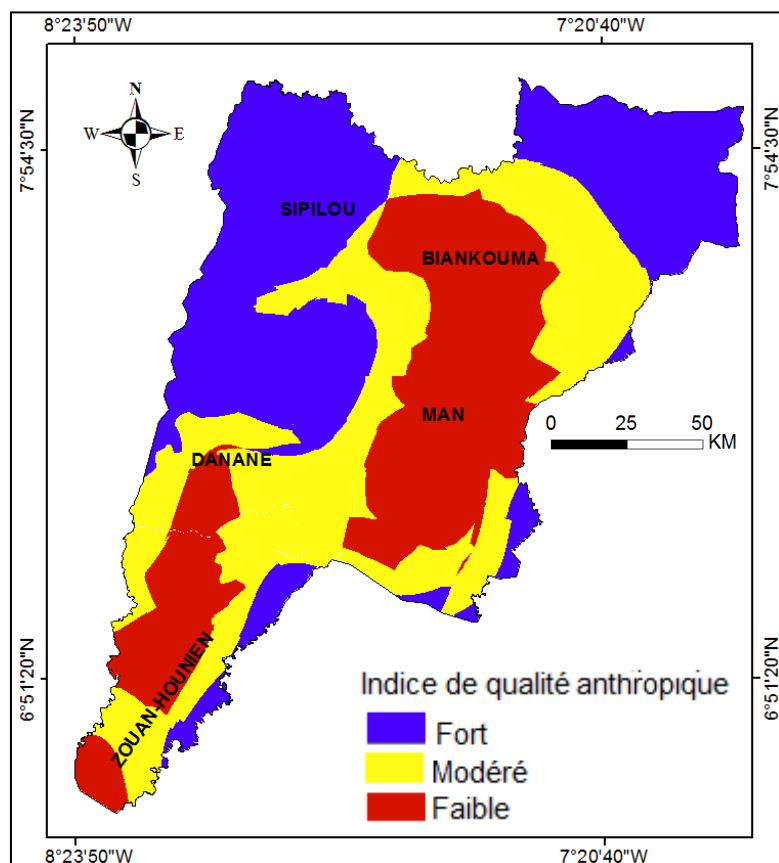 8°23'50"W 7°20'40"W
7°54'30"N 7°54'30"N
N
W E
S
SIPILOU
BIANKOUMA
MAN
0 25 50
KM
DANANE
ZOUAN-HOUNIEN
6°51'20"N 6°51'20"N
Indice de qualité anthropique
Fort
Modéré
Faible
8°23'50"W 7°20'40"W